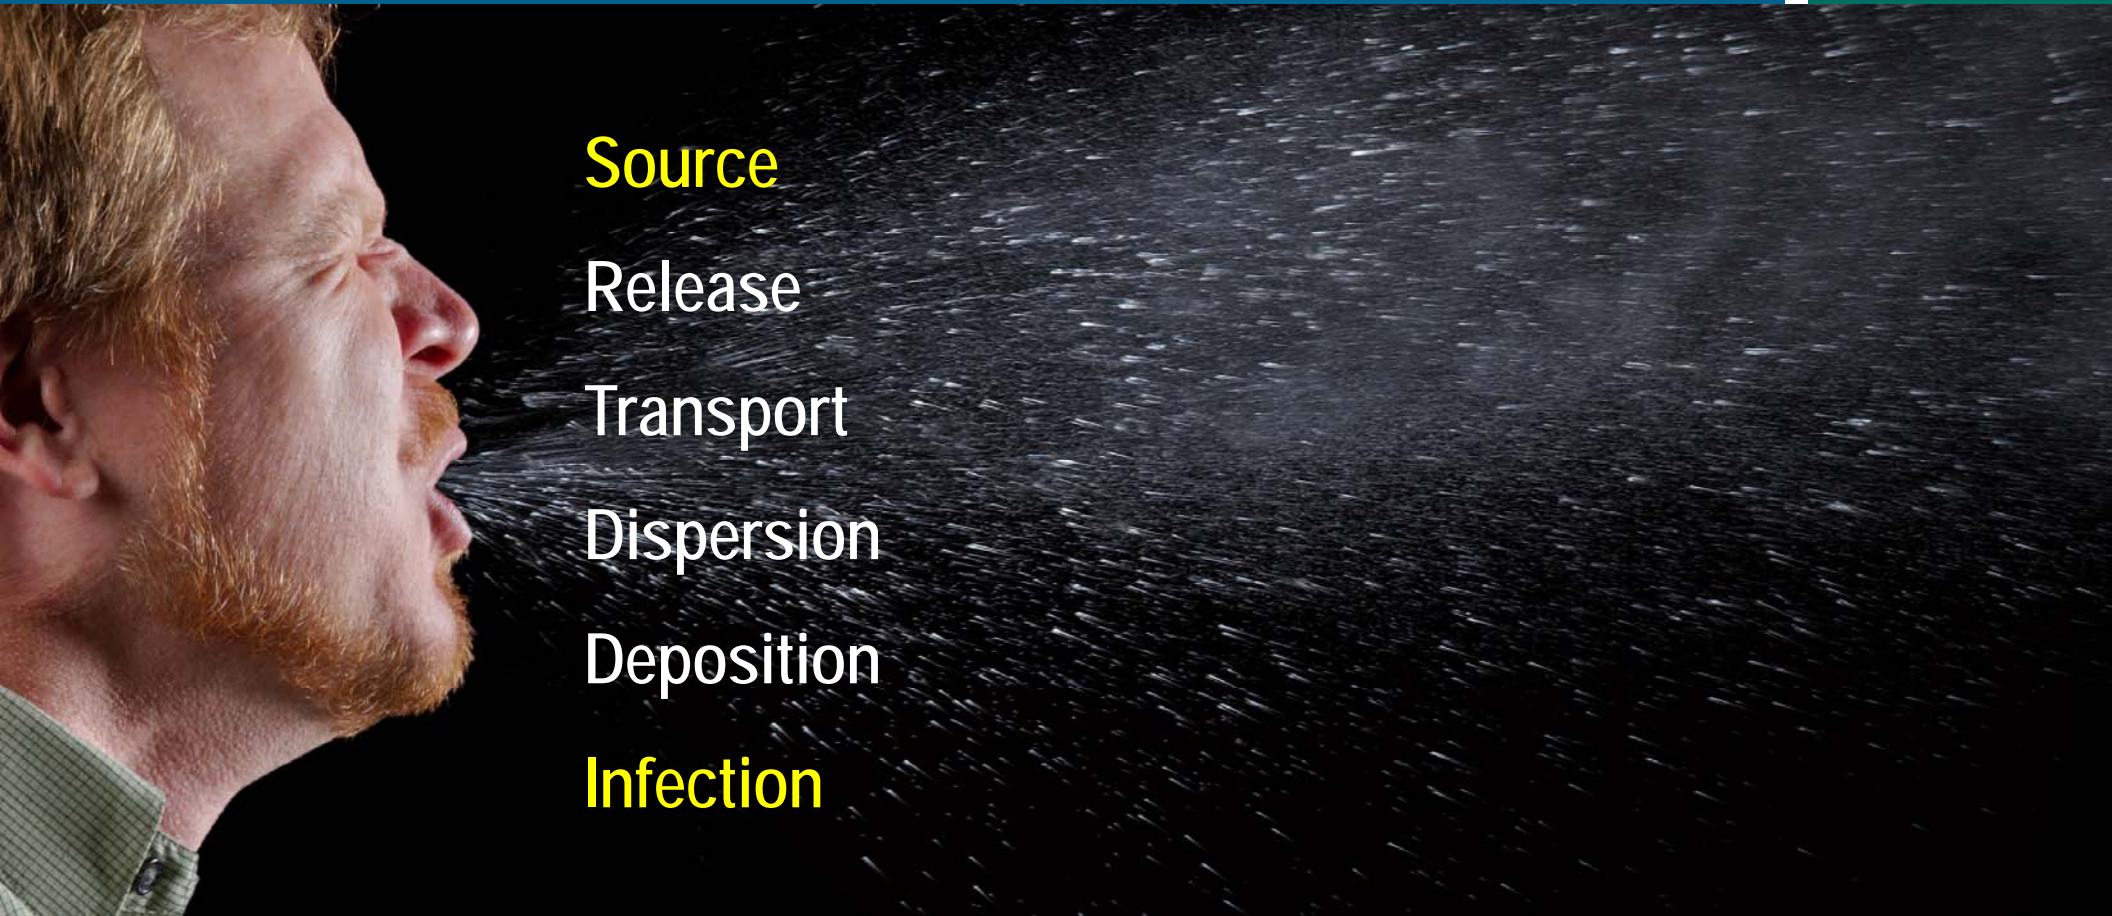 Source
Release
Transport
Dispersion
Deposition
Infection